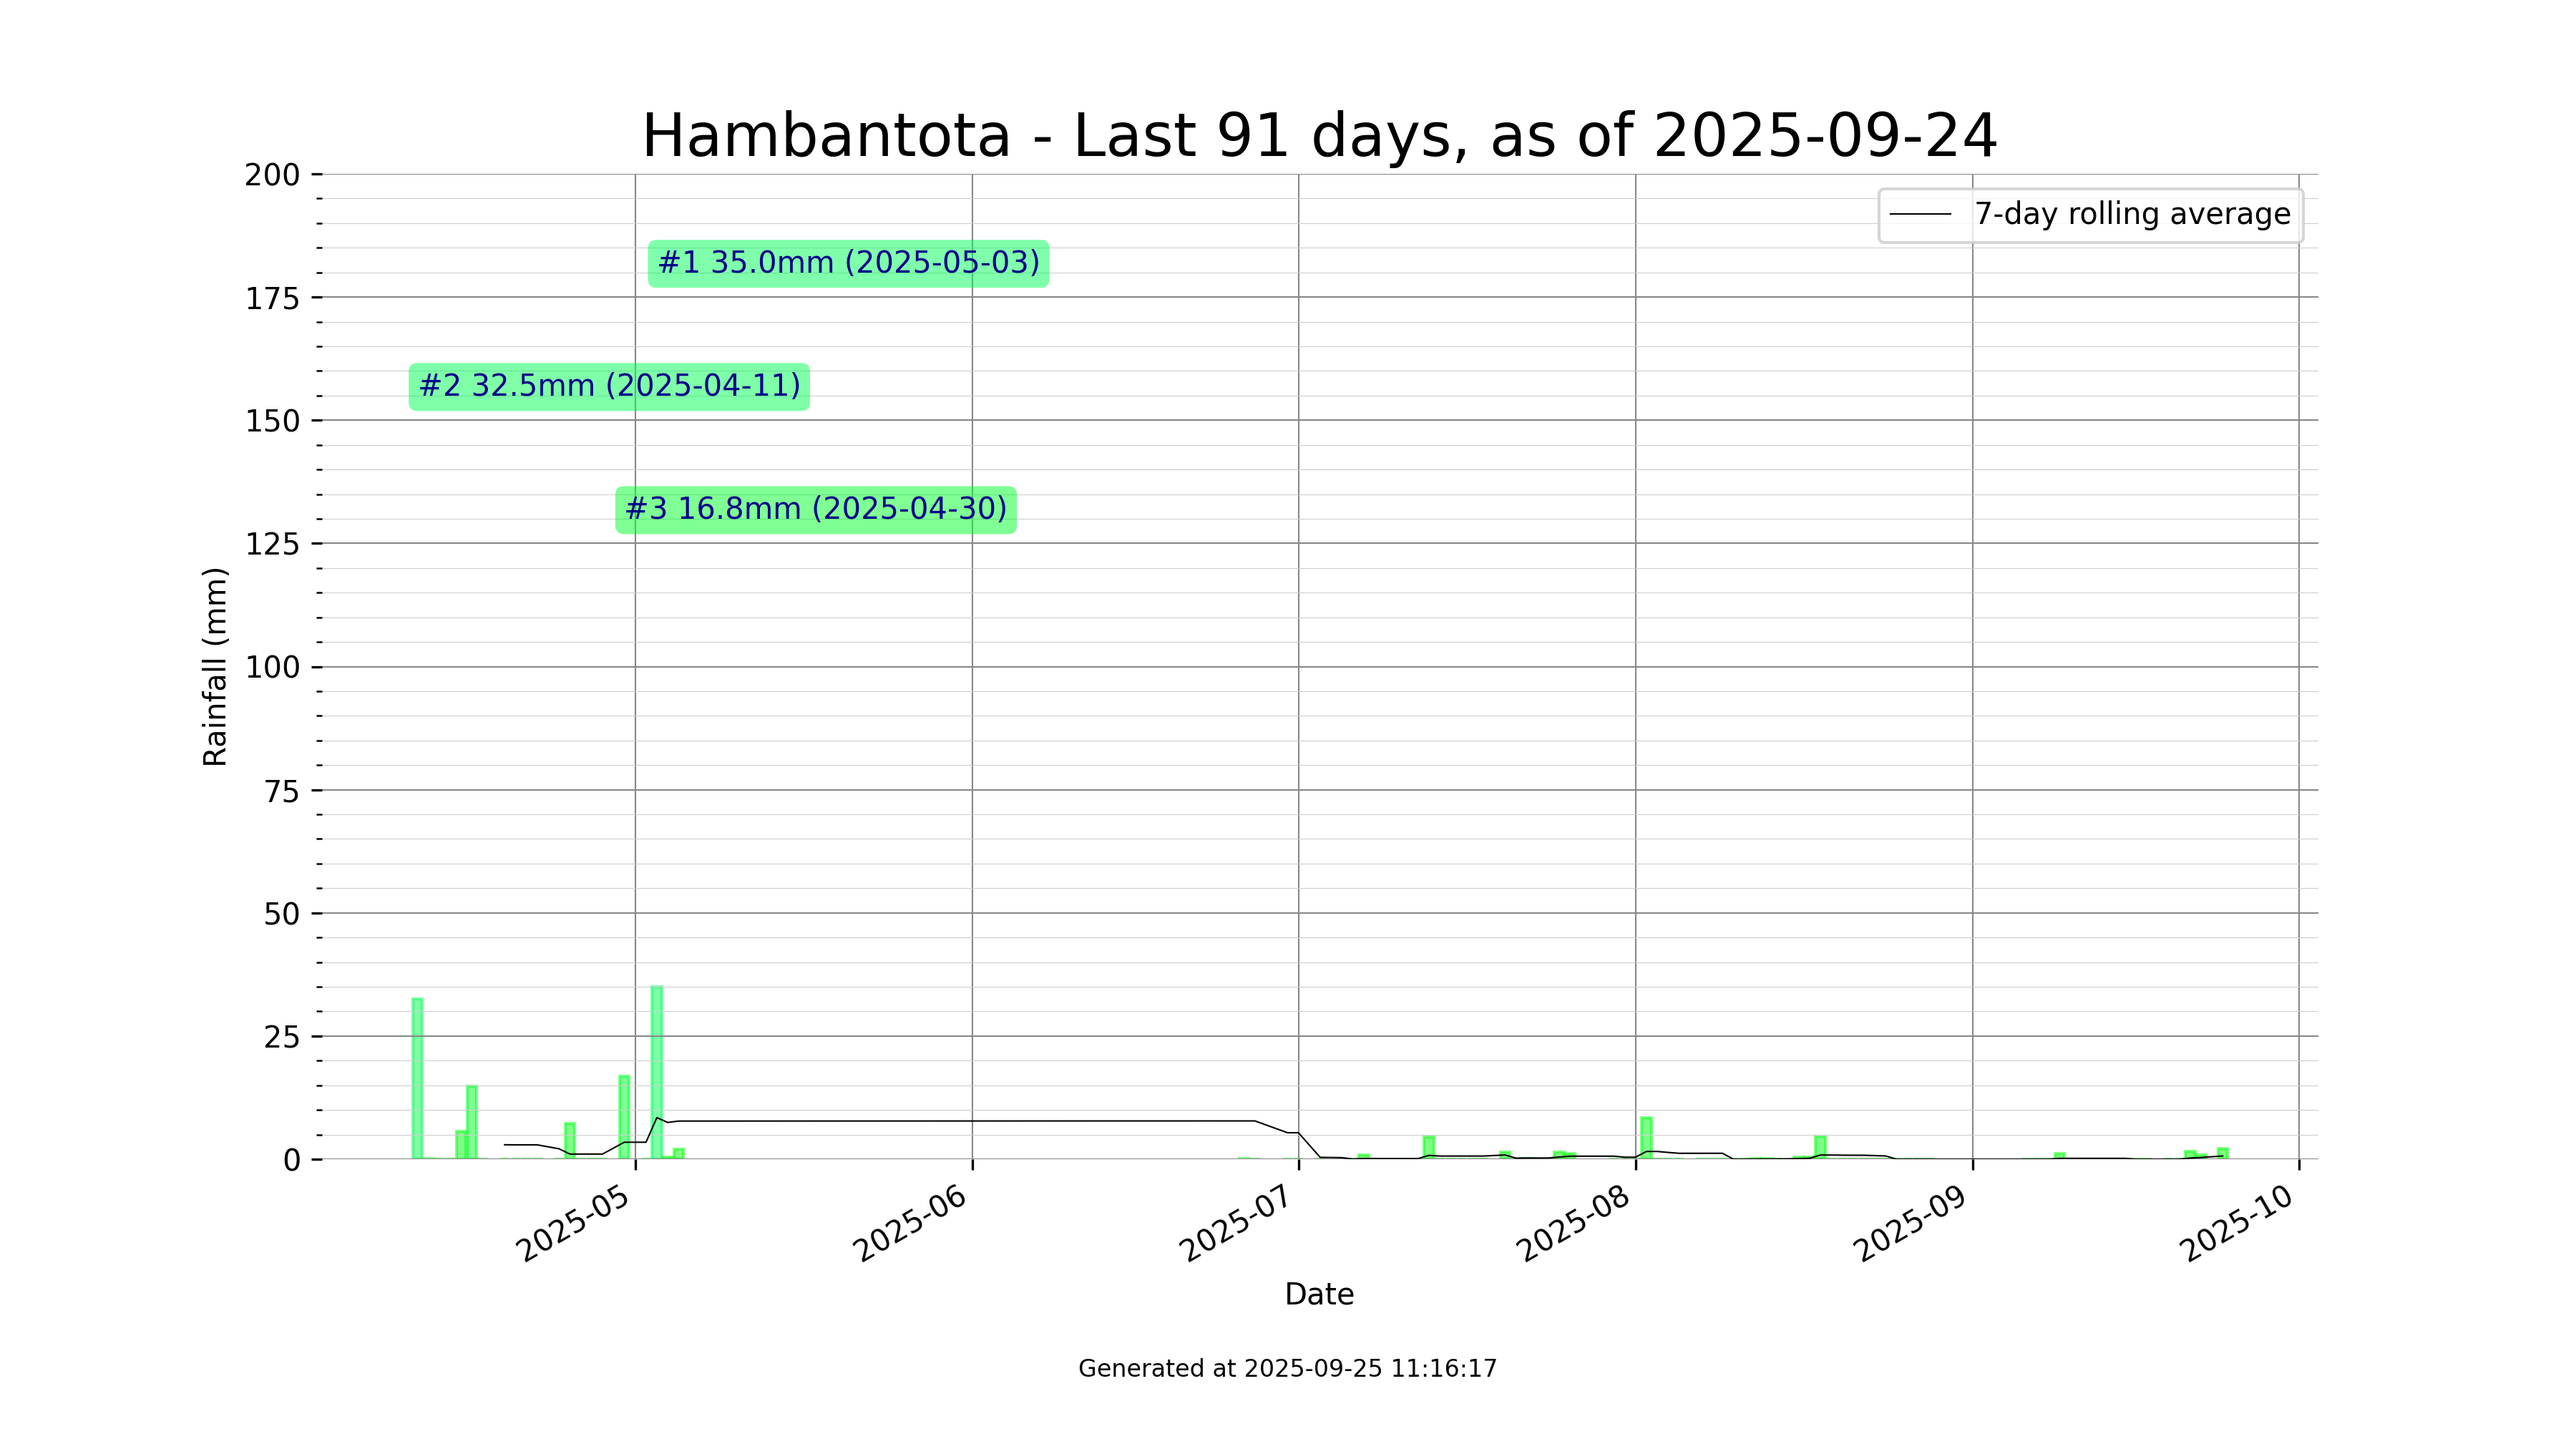 Hambantota - Last 91 days, as of 2025-09-24
7-day rolling average
#1 35.0mm (2025-05-03)
#2 32.5mm (2025-04-11)
#3 16.8mm (2025-04-30)
Rainfall (mm)
200
175
150
125
100
75
50
25
0
2025-05
2025-06
2025-07
2025-08
2025-09
2025-10
Date
Generated at 2025-09-25 11:16:17